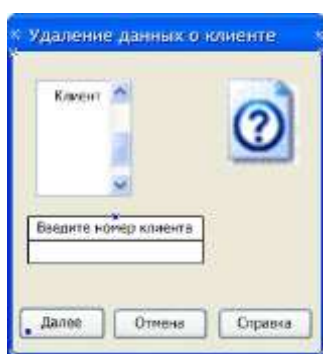 Удаление данных о клиенте
Клиент
Введите номер клиента
Далее Отмена Справка